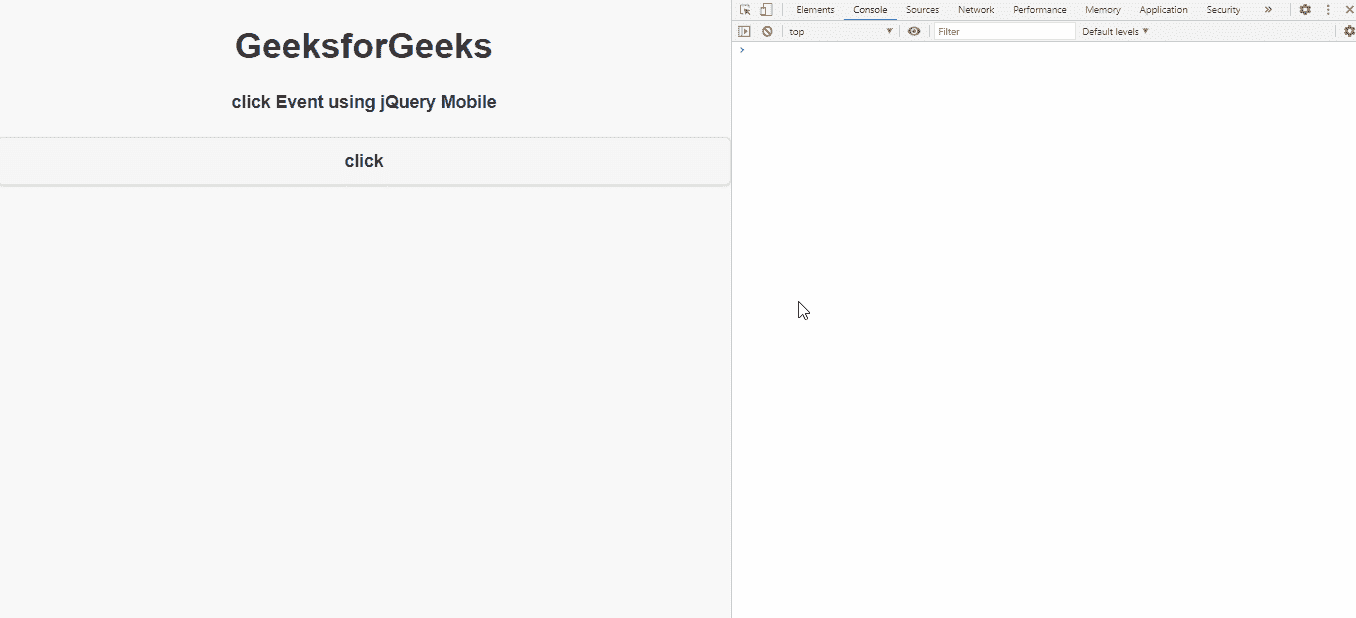 GeeksforGeeks
click Event using jQuery Mobile
click
Elements Console Sources Network Performance Memory Application Security »
top Filter Default levels